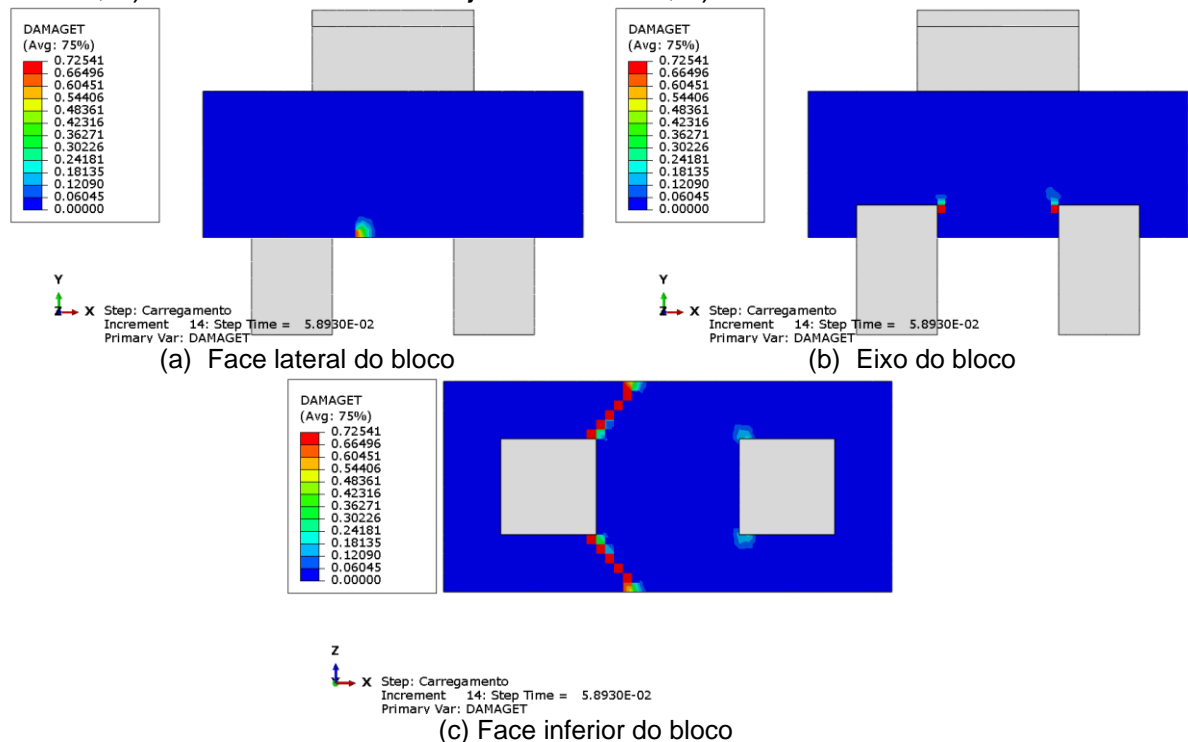 DAMAGET
(Avg: 75%)
0.72541
0.66496
0.60451
0.54406
0.48361
0.42316
0.36271
0.30226
0.24181
0.18135
0.12090
0.06045
0.00000
Y
Z X Step: Carregamento
Increment 14: Step Time = 5.8930E-02
Primary Var: DAMAGET
(a) Face lateral do bloco
DAMAGET
(Avg: 75%)
0.72541
0.66496
0.60451
0.54406
0.48361
0.42316
0.36271
0.30226
0.24181
0.18135
0.12090
0.06045
0.00000
Y
Z X Step: Carregamento
Increment 14: Step Time = 5.8930E-02
Primary Var: DAMAGET
(b) Eixo do bloco
DAMAGET
(Avg: 75%)
0.72541
0.66496
0.60451
0.54406
0.48361
0.42316
0.36271
0.30226
0.24181
0.18135
0.12090
0.06045
0.00000
Z
X Step: Carregamento
Increment 14: Step Time = 5.8930E-02
Primary Var: DAMAGET
(c) Face inferior do bloco